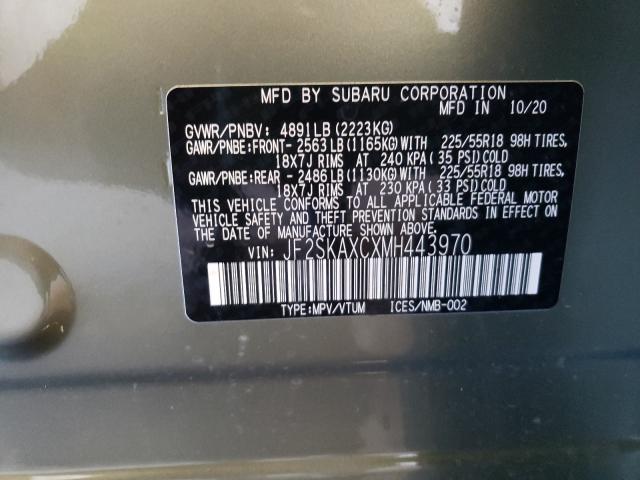 MFD BY SUBARU CORPORATION
MFD IN 10/20
GVWR/PNBV: 4891LB(2223KG)
GAWR/PNBE:FRONT-2563LB(1165KG)WITH 225/55R18 98H TIRES,
18X7J RIMS AT 240 KPA(35 PSI)COLD
GAWR/PNBE:REAR -2486LB(1130KG)WITH 225/55R18 98H TIRES,
18X7J RIMS AT 230 KPA(33 PSI)COLD
THIS VEHICLE CONFORMS TO ALL APPLICABLE FEDERAL MOTOR
VEHICLE SAFETY AND THEFT PREVENTION STANDARDS IN EFFECT ON
THE DATE OF MANUFACTURE SHOWN ABOVE.
VIN: JF2SKAXCXMH443970
TYPE:MPV/VTUM ICES/NMB-002